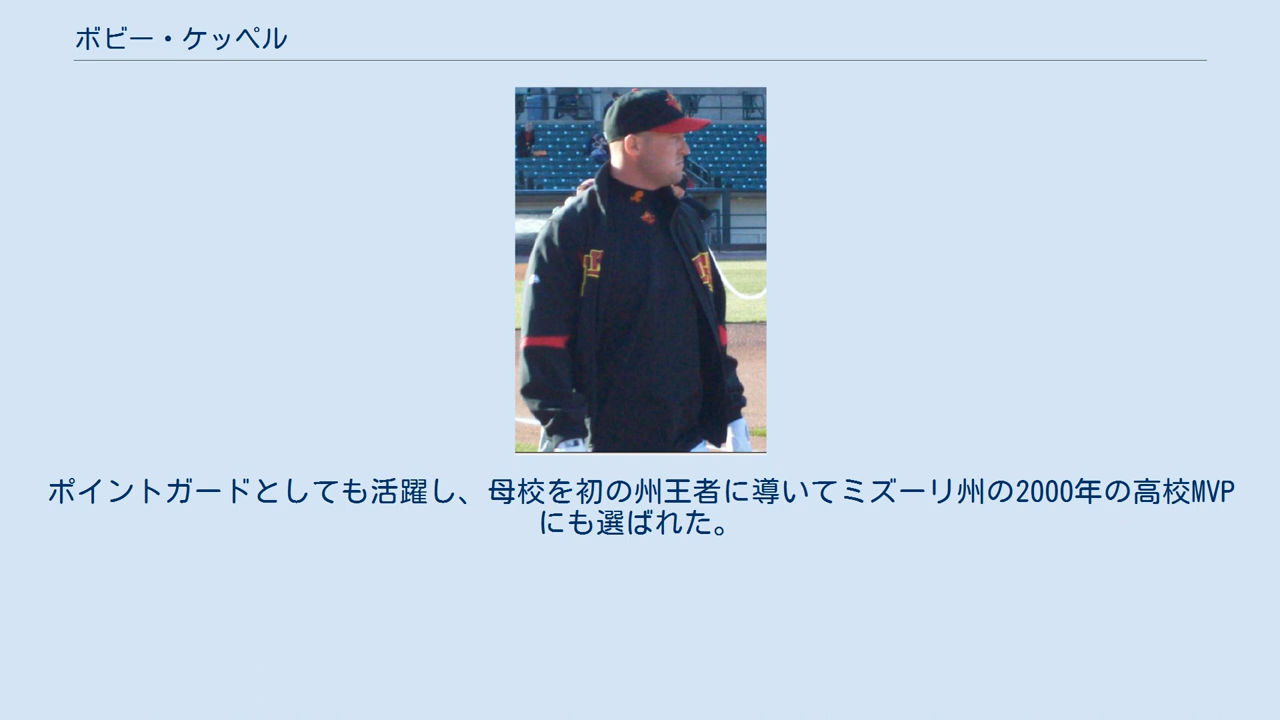 ボビー・ケッペル
ポイントガードとしても活躍し、母校を初の州王者に導いてミズーリ州の2000年の高校MVP
にも選ばれた。